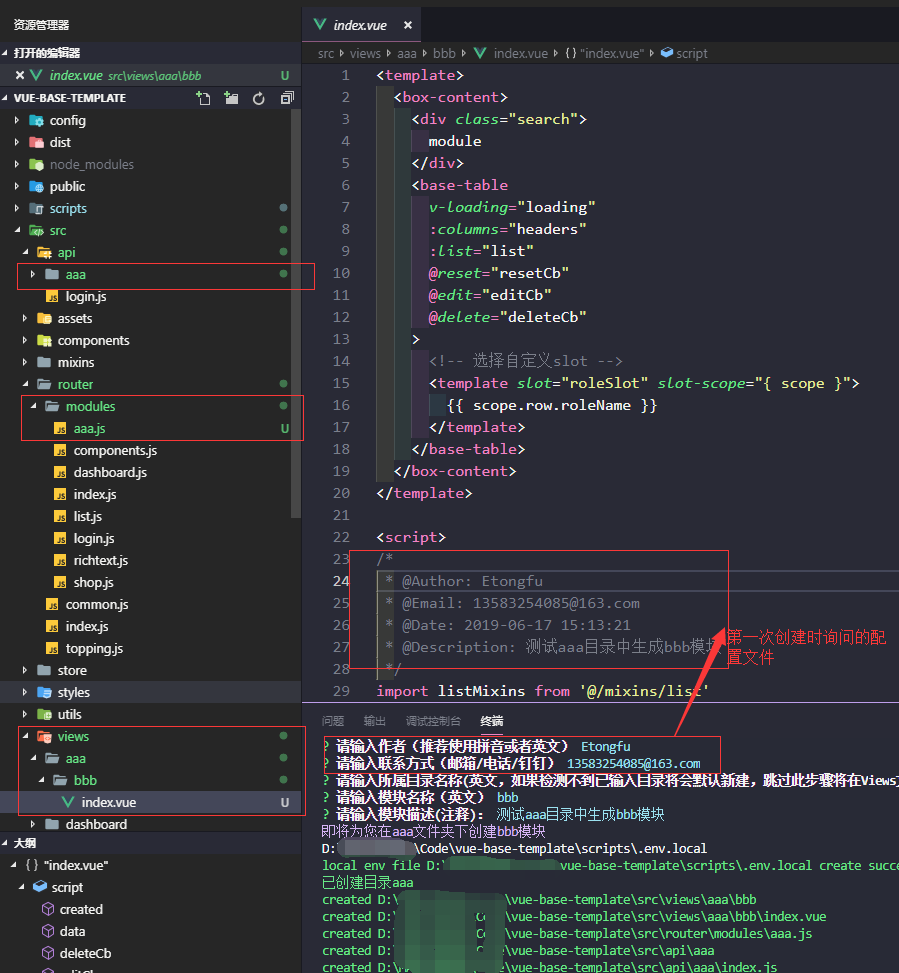 资源管理器
打开的编辑器
index.vue src\views\aaa\bbb U
VUE-BASE-TEMPLATE
config
dist
node_modules
public
scripts
src
api
aaa
login.js
assets
components
mixins
router
modules
aaa.js U
components.js
dashboard.js
index.js
list.js
login.js
richtext.js
shop.js
common.js
index.js
topping.js
store
styles
utils
views
aaa
bbb
index.vue U
dashboard
大纲
{ } "index.vue"
script
created
data
deleteCb
index.vue ×
src views aaa bbb index.vue { } "index.vue" script
1 <template>
2 <box-content>
3 <div class="search">
4 module
5 </div>
6 <base-table
7 v-loading="loading"
8 :columns="headers"
9 :list="list"
10 @reset="resetCb"
11 @edit="editCb"
12 @delete="deleteCb"
13 >
14 <!-- 选择自定义slot -->
15 <template slot="roleSlot" slot-scope="{ scope }">
16 {{ scope.row.roleName }}
17 </template>
18 </base-table>
19 </box-content>
20 </template>
21
22 <script>
23 /*
24 * @Author: Etongfu
25 * @Email: 13583254085@163.com
26 * @Date: 2019-06-17 15:13:21
27 * @Description: 测试aaa目录中生成bbb模块
28 */
29 import listMixins from '@/mixins/list'
第一次创建时询问的配
置文件
问题 输出 调试控制台 终端
? 请输入作者（推荐使用拼音或者英文） Etongfu
? 请输入联系方式（邮箱/电话/钉钉） 13583254085@163.com
? 请输入所属目录名称(英文，如果检测不到已输入目录将会默认新建，跳过此步骤将在Views文
? 请输入模块名称（英文） bbb
? 请输入模块描述(注释)： 测试aaa目录中生成bbb模块
即将为您在aaa文件夹下创建bbb模块
D:\Code\vue-base-template\scripts\.env.local
local env file D:\vue-base-template\scripts\.env.local create succe
已创建目录aaa
created D:\vue-base-template\src\views\aaa\bbb
created D:\Co\vue-base-template\src\views\aaa\bbb\index.vue
created D:\Co\vue-base-template\src\router\modules\aaa.js
created D:\Co\vue-base-template\src\api\aaa
created D:\vue-base-template\src\api\aaa\index.js